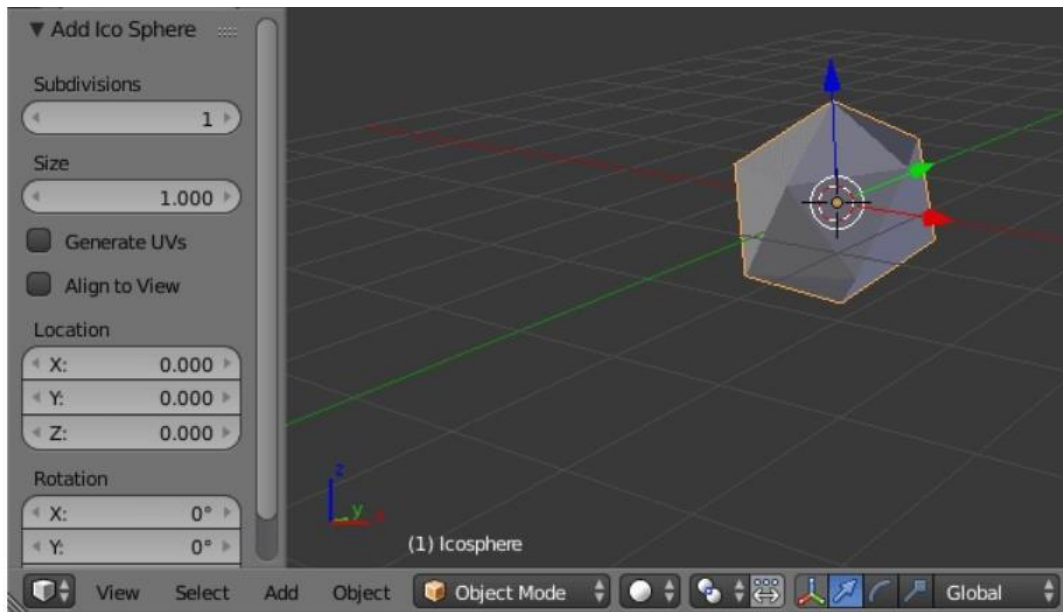 Add Ico Sphere
Subdivisions
1
Size
1.000
Generate UVs
Align to View
Location
X: 0.000
Y: 0.000
Z: 0.000
Rotation
X: 0°
Y: 0°
z
y
x
(1) Icosphere
View Select Add Object Object Mode Global